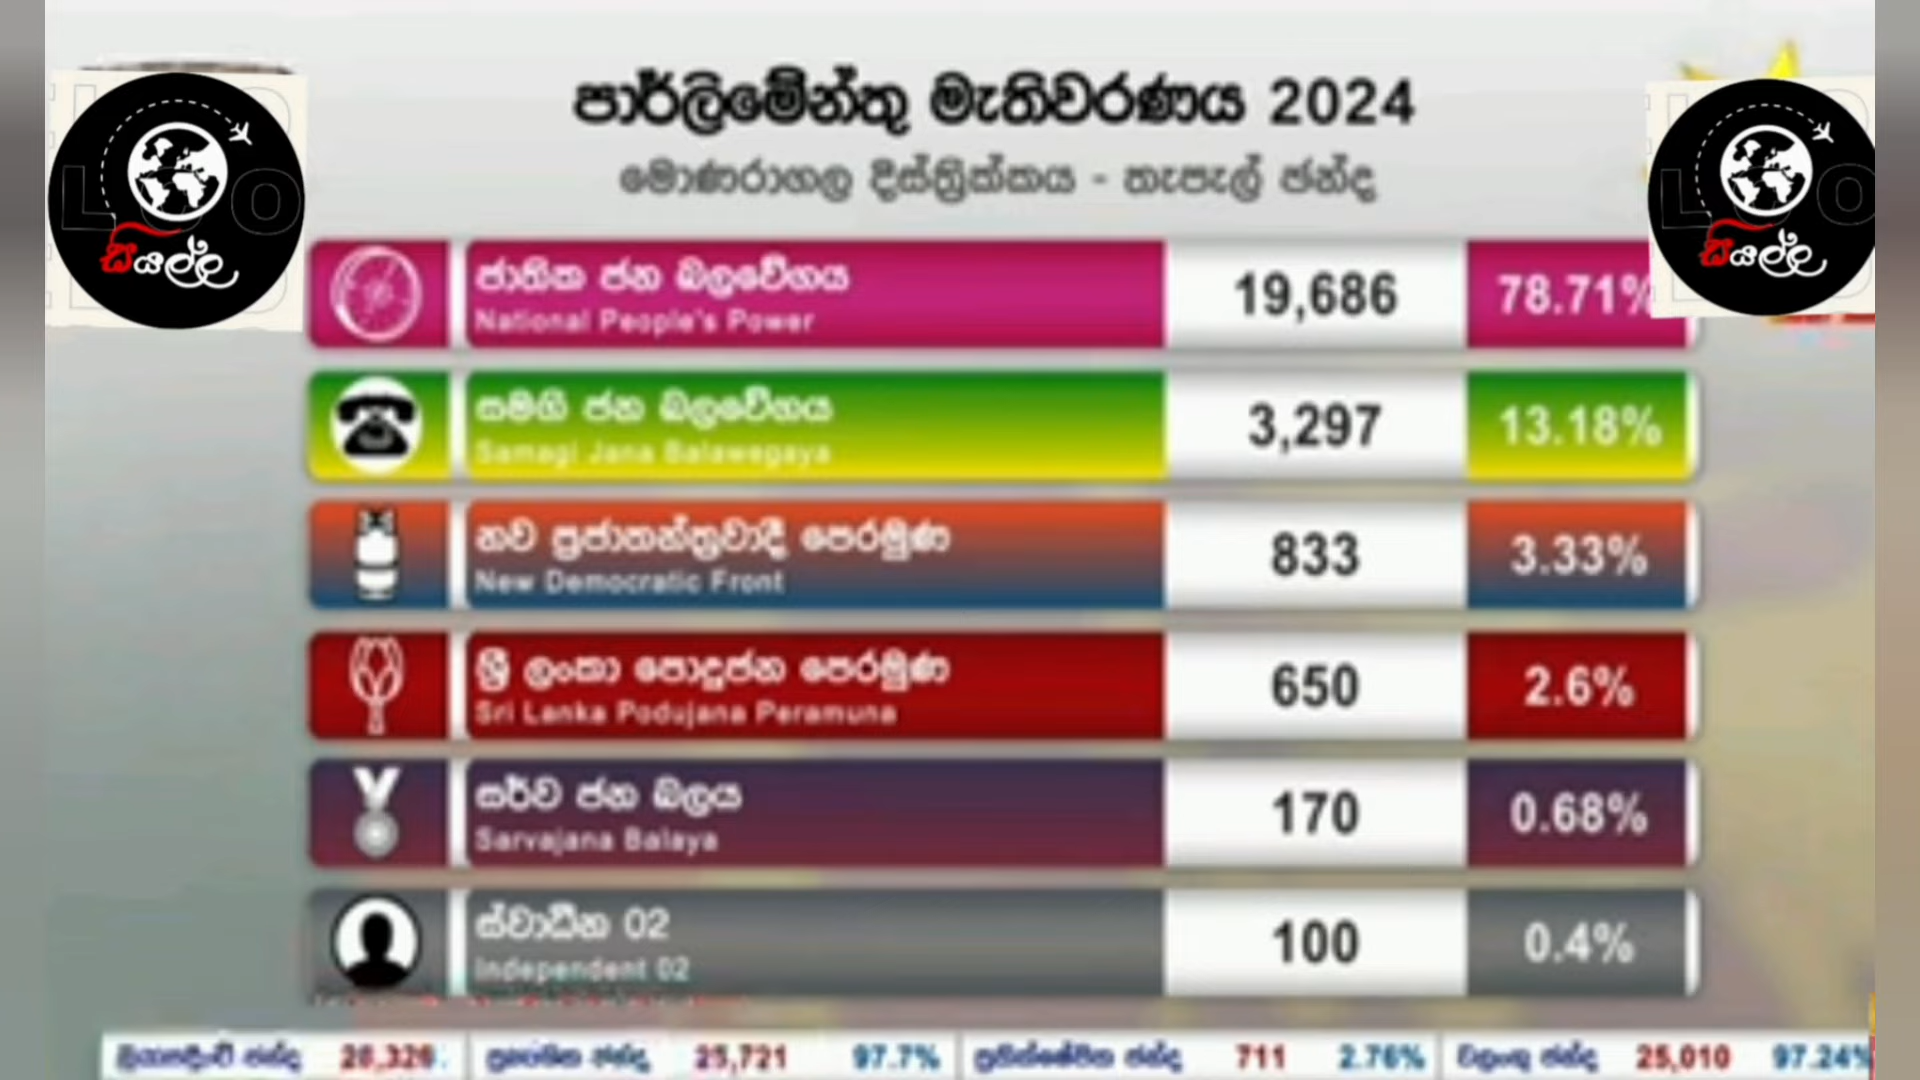 පාර්ලිමේන්තු මැතිවරණය 2024
මොණරාගල දිස්ත්‍රික්කය - තැපැල් ඡන්ද
සියල්ල
සියල්ල
ජාතික ජන බලවේගය
National People's Power
19,686
78.71%
සමගි ජන බලවේගය
Samagi Jana Balawegaya
3,297
13.18%
නව ප්‍රජාතන්ත්‍රවාදී පෙරමුණ
New Democratic Front
833
3.33%
ශ්‍රී ලංකා පොදුජන පෙරමුණ
Sri Lanka Podujana Peramuna
650
2.6%
සර්ව ජන බලය
Sarvajana Balaya
170
0.68%
ස්වාධීන 02
Independent 02
100
0.4%
ලියාපදිංචි ඡන්ද 26,326 ප්‍රකාශිත ඡන්ද 25,721 97.7% ප්‍රතික්ෂේපිත ඡන්ද 711 2.76% වලංගු ඡන්ද 25,010 97.24%